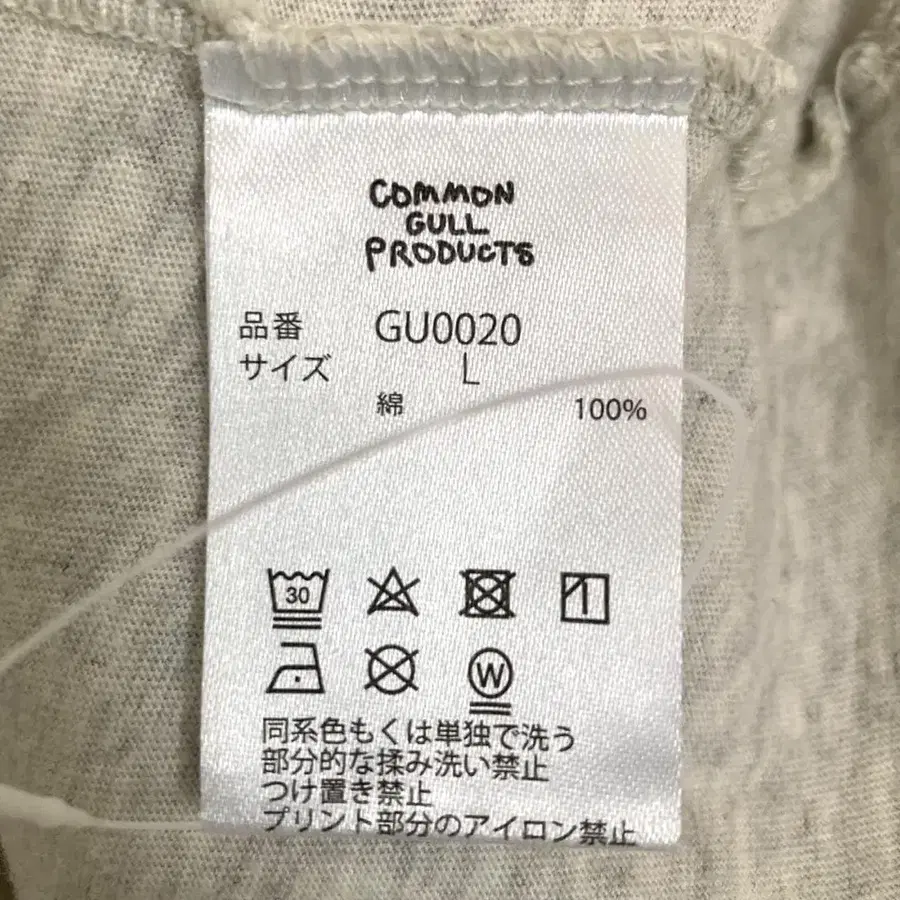 COMMON
GULL
PRODUCTS
品番 GU0020
サイズ L
綿 100%
30
W
同系色もくは単独で洗う
部分的な揉み洗い禁止
つけ置き禁止
プリント部分のアイロン禁止